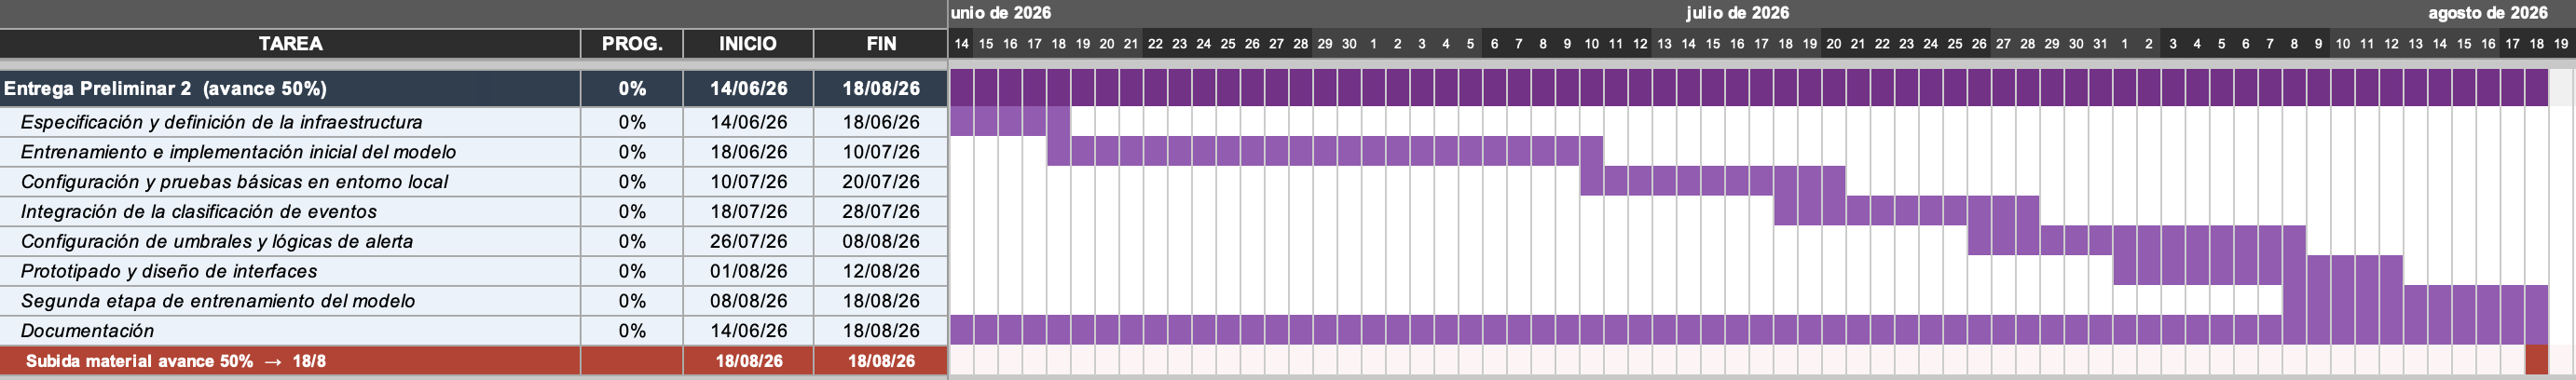 unio de 2026 julio de 2026 agosto de 2026
TAREA PROG. INICIO FIN 14 15 16 17 18 19 20 21 22 23 24 25 26 27 28 29 30 1 2 3 4 5 6 7 8 9 10 11 12 13 14 15 16 17 18 19 20 21 22 23 24 25 26 27 28 29 30 31 1 2 3 4 5 6 7 8 9 10 11 12 13 14 15 16 17 18 19
Entrega Preliminar 2 (avance 50%) 0% 14/06/26 18/08/26
Especificación y definición de la infraestructura 0% 14/06/26 18/06/26
Entrenamiento e implementación inicial del modelo 0% 18/06/26 10/07/26
Configuración y pruebas básicas en entorno local 0% 10/07/26 20/07/26
Integración de la clasificación de eventos 0% 18/07/26 28/07/26
Configuración de umbrales y lógicas de alerta 0% 26/07/26 08/08/26
Prototipado y diseño de interfaces 0% 01/08/26 12/08/26
Segunda etapa de entrenamiento del modelo 0% 08/08/26 18/08/26
Documentación 0% 14/06/26 18/08/26
Subida material avance 50% → 18/8 18/08/26 18/08/26